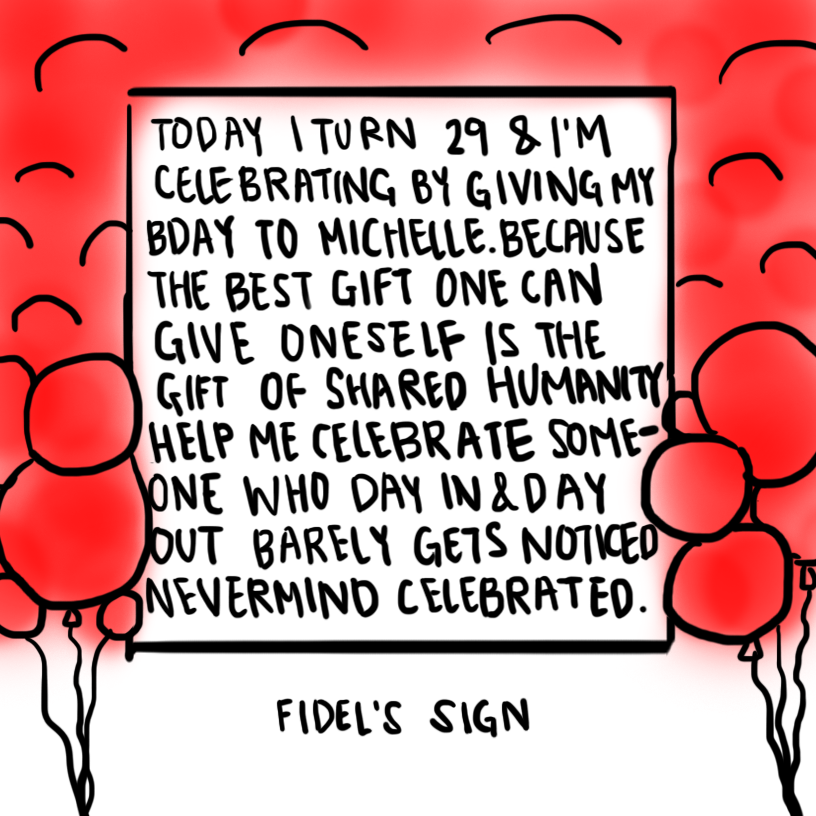 TODAY I TURN 29 & I'M
CELEBRATING BY GIVING MY
BDAY TO MICHELLE. BECAUSE
THE BEST GIFT ONE CAN
GIVE ONESELF IS THE
GIFT OF SHARED HUMANITY
HELP ME CELEBRATE SOME-
ONE WHO DAY IN & DAY
OUT BARELY GETS NOTICED
NEVERMIND CELEBRATED.
FIDEL'S SIGN